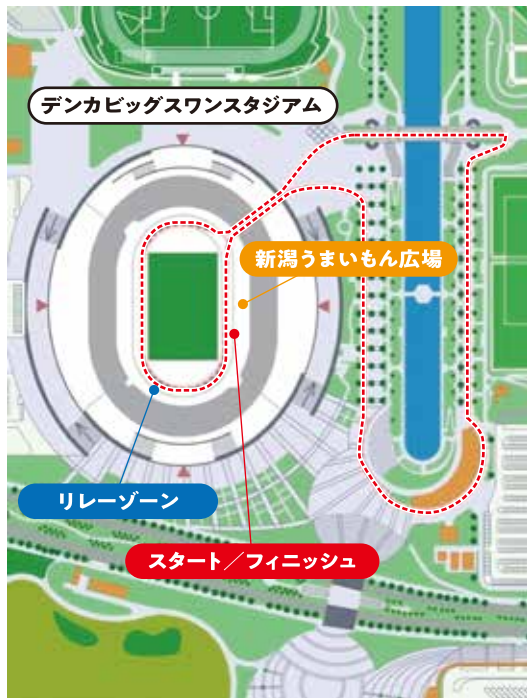 デンカビッグスワンスタジアム
新潟うまいもん広場
リレーゾーン
スタート／フィニッシュ